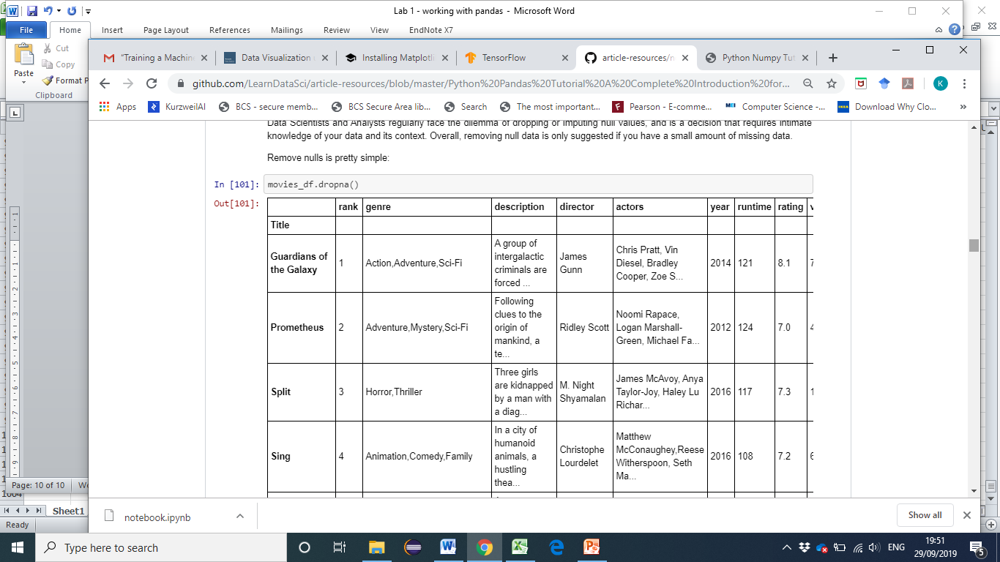 Lab 1 - working with pandas - Microsoft Word
File Home Insert Page Layout References Mailings Review View EndNote X7
Paste
Cut
Copy
Format P
Clipboard
"Training a Machin
Data Visualization
Installing Matplotli
TensorFlow
article-resources/n
Python Numpy Tut
github.com/LearnDataSci/article-resources/blob/master/Python%20Pandas%20Tutorial%20A%20Complete%20Introduction%20for...
K
Apps
KurzweilAI
BCS - secure memb...
BCS Secure Area lib...
Search
The most important...
Pearson - E-comme...
Computer Science -...
Download Why Clo...
Data Scientists and Analysts regularly face the dilemma of dropping or imputing null values, and is a decision that requires intimate
knowledge of your data and its context. Overall, removing null data is only suggested if you have a small amount of missing data.
Remove nulls is pretty simple:
In [101]: movies_df.dropna()
Out[101]:
rank genre description director actors year runtime rating v
Title
Guardians of the Galaxy 1 Action,Adventure,Sci-Fi A group of intergalactic criminals are forced ... James Gunn Chris Pratt, Vin Diesel, Bradley Cooper, Zoe S... 2014 121 8.1 7
Prometheus 2 Adventure,Mystery,Sci-Fi Following clues to the origin of mankind, a te... Ridley Scott Noomi Rapace, Logan Marshall-Green, Michael Fa... 2012 124 7.0 4
Split 3 Horror,Thriller Three girls are kidnapped by a man with a diag... M. Night Shyamalan James McAvoy, Anya Taylor-Joy, Haley Lu Richar... 2016 117 7.3 1
Sing 4 Animation,Comedy,Family In a city of humanoid animals, a hustling thea... Christophe Lourdelet Matthew McConaughey,Reese Witherspoon, Seth Ma... 2016 108 7.2 6
Page: 10 of 10
1004
Sheet1
Ready
notebook.ipynb
Show all
Type here to search
ENG
19:51
29/09/2019
5